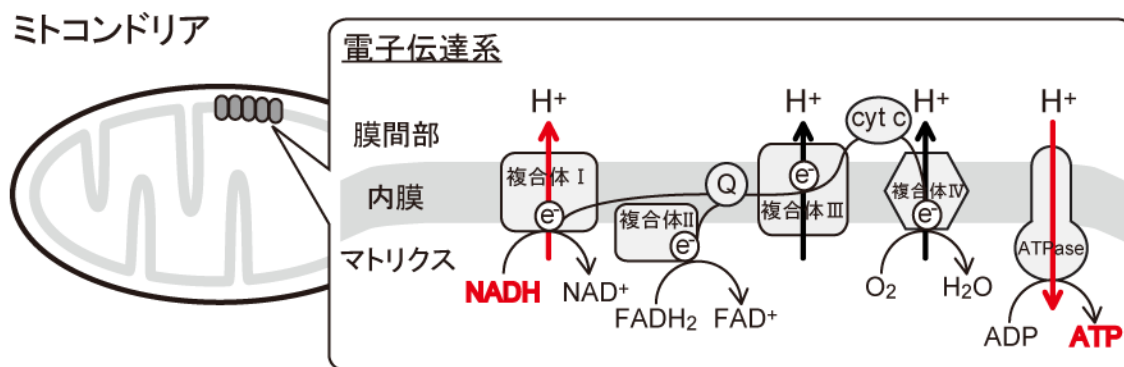 ミトコンドリア
電子伝達系
H+ H+ H+ H+
膜間部
cyt c
複合体 I
Q
内膜
複合体II
複合体III
複合体IV
e-
e-
e-
e-
マトリクス
ATPase
NADH NAD+
FADH2 FAD+
O2 H2O
ADP ATP